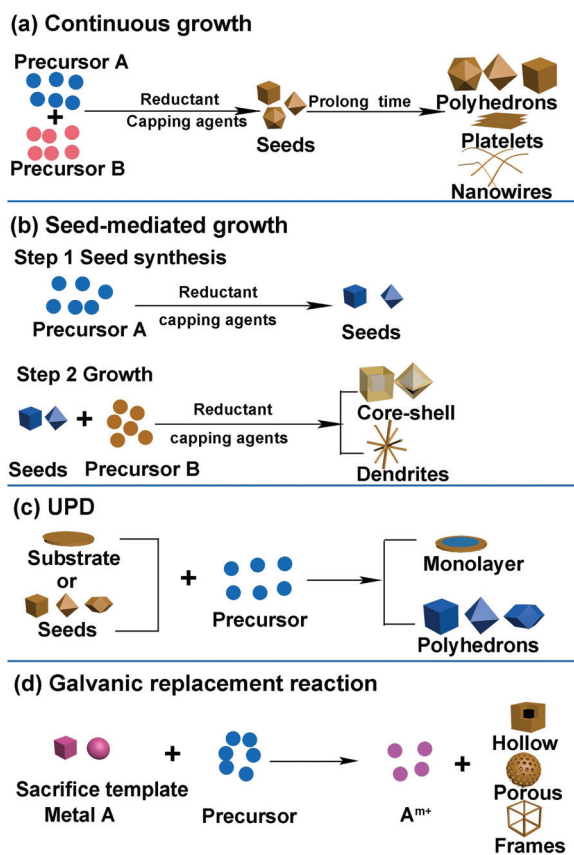 (a) Continuous growth
Precursor A
+
Precursor B
Reductant
Capping agents
Seeds
Prolong time
Polyhedrons
Platelets
Nanowires
(b) Seed-mediated growth
Step 1 Seed synthesis
Precursor A
Reductant
capping agents
Seeds
Step 2 Growth
Seeds
+
Precursor B
Reductant
capping agents
Core-shell
Dendrites
(c) UPD
Substrate
or
Seeds
+
Precursor
Monolayer
Polyhedrons
(d) Galvanic replacement reaction
Sacrifice template
Metal A
+
Precursor
Aᵐ⁺
+
Hollow
Porous
Frames